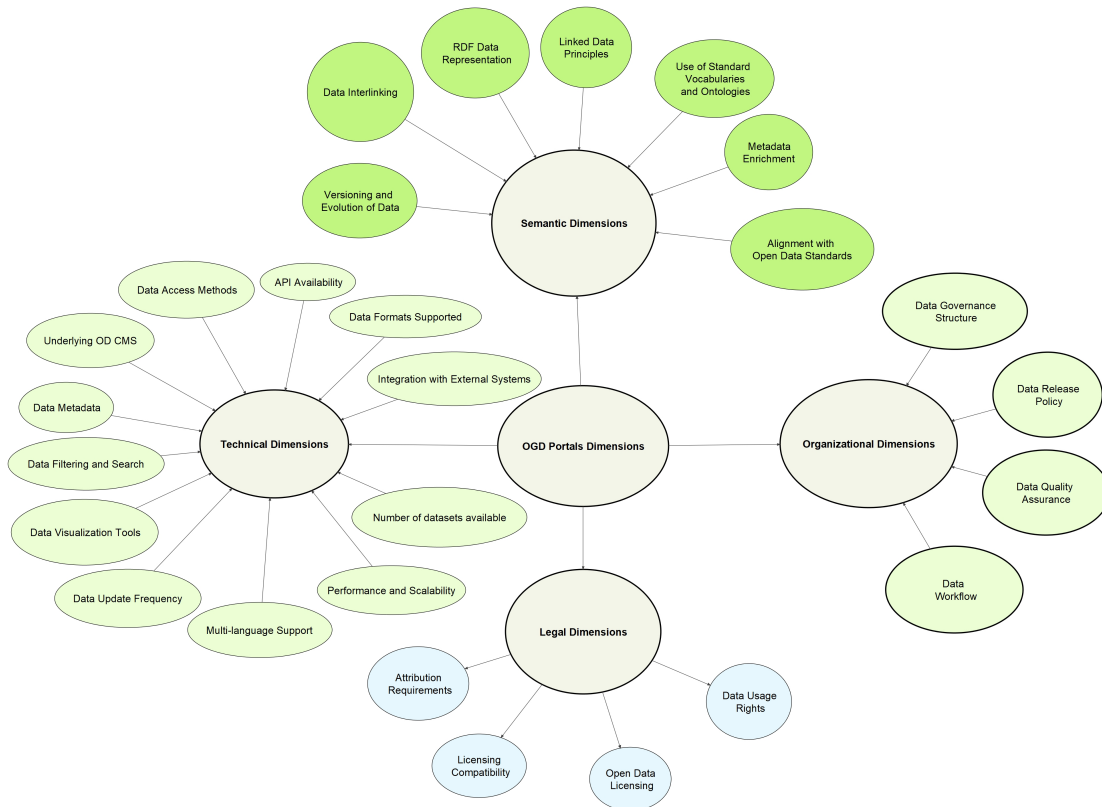 RDF Data
Representation
Linked Data
Principles
Use of Standard
Vocabularies
and Ontologies
Data Interlinking
Metadata
Enrichment
Versioning and
Evolution of Data
Semantic Dimensions
Alignment with
Open Data Standards
Data Access Methods
API Availability
Data Formats Supported
Underlying OD CMS
Integration with External Systems
Data Metadata
Technical Dimensions
Data Filtering and Search
Data Visualization Tools
Number of datasets available
Data Update Frequency
Performance and Scalability
Multi-language Support
OGD Portals Dimensions
Data Governance
Structure
Data Release
Policy
Organizational Dimensions
Data Quality
Assurance
Data
Workflow
Legal Dimensions
Attribution
Requirements
Data Usage
Rights
Licensing
Compatibility
Open Data
Licensing